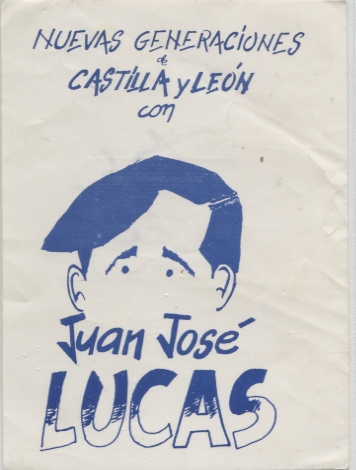 NUEVAS GENERACIONES
de
CASTILLA y LEÓN
con
Juan José
LUCAS